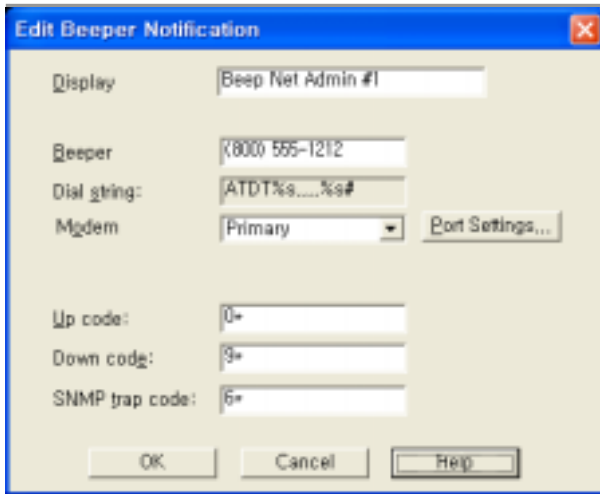 Edit Beeper Notification
Display Beep Net Admin #1
Beeper (800) 555-1212
Dial string: ATDT%s.....%s#
Modem Primary Port Settings...
Up code: 0*
Down code: 9*
SNMP trap code: 6*
OK Cancel Help